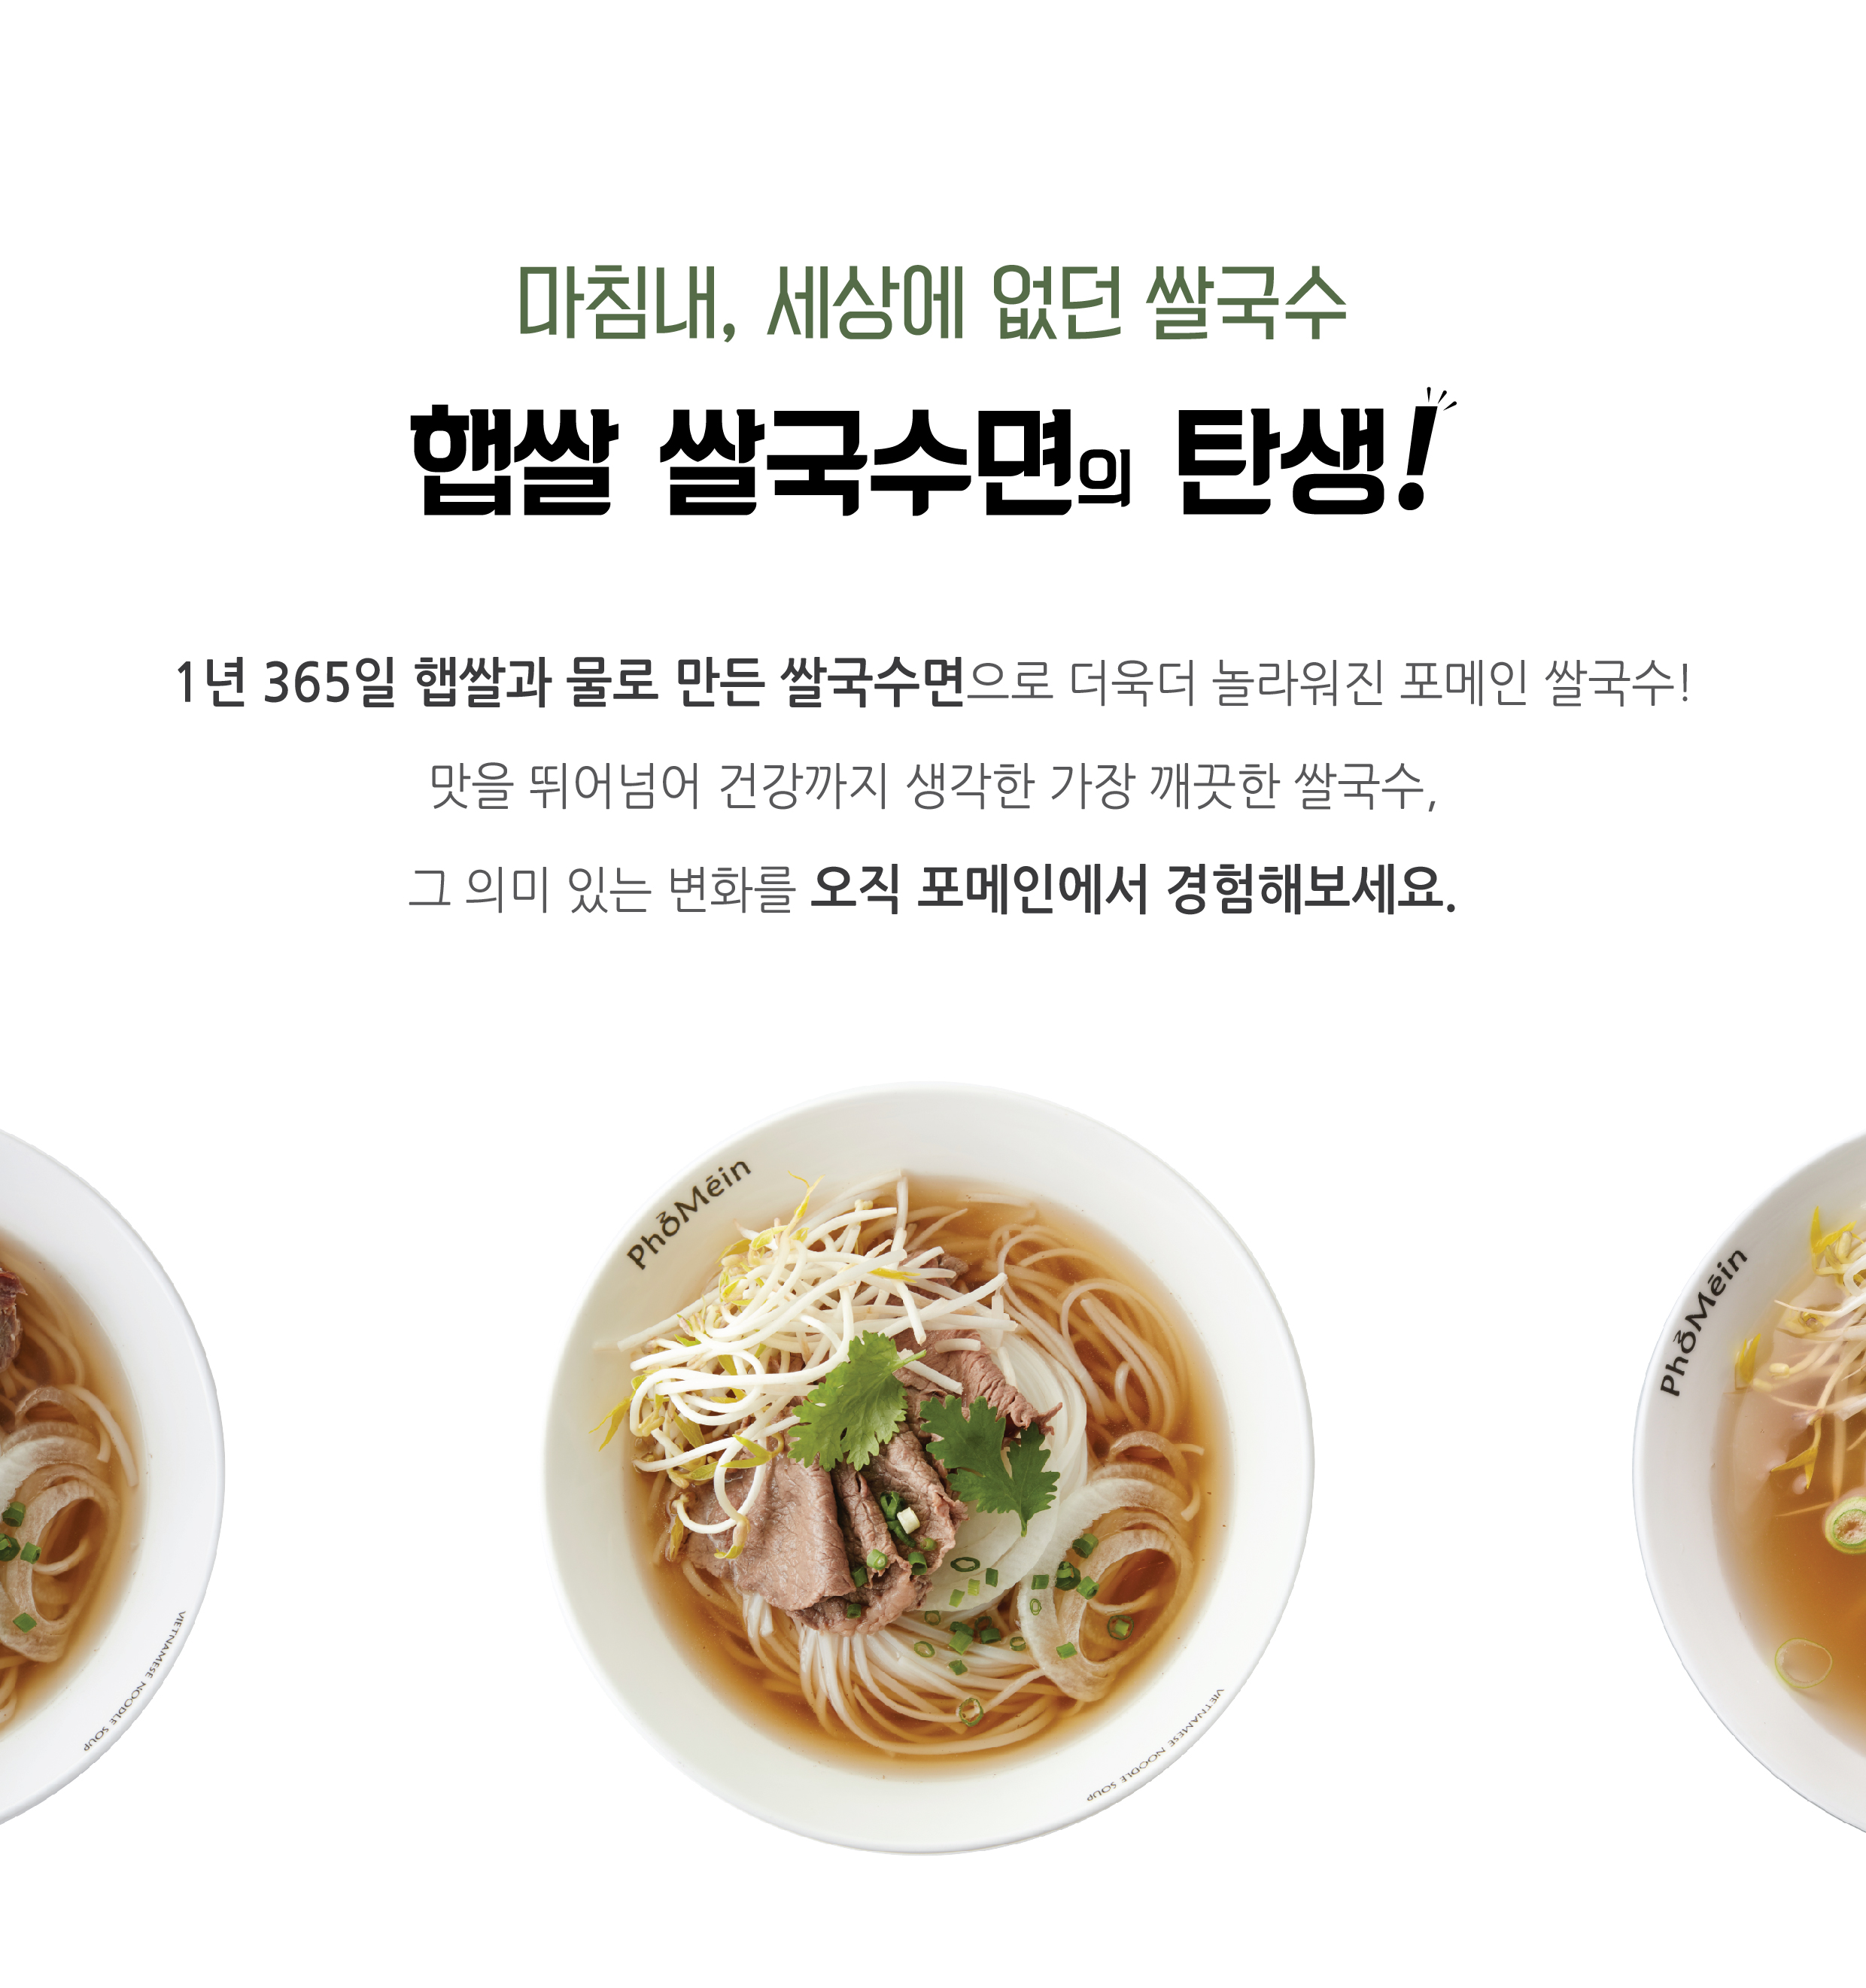 마침내, 세상에 없던 쌀국수
햅쌀 쌀국수면의 탄생!
1년 365일 햅쌀과 물로 만든 쌀국수면으로 더욱더 놀라워진 포메인 쌀국수!
맛을 뛰어넘어 건강까지 생각한 가장 깨끗한 쌀국수,
그 의미 있는 변화를 오직 포메인에서 경험해보세요.
PhởMēin
PhởMēin
VIETNAMESE NOODLE SOUP
VIETNAMESE NOODLE SOUP